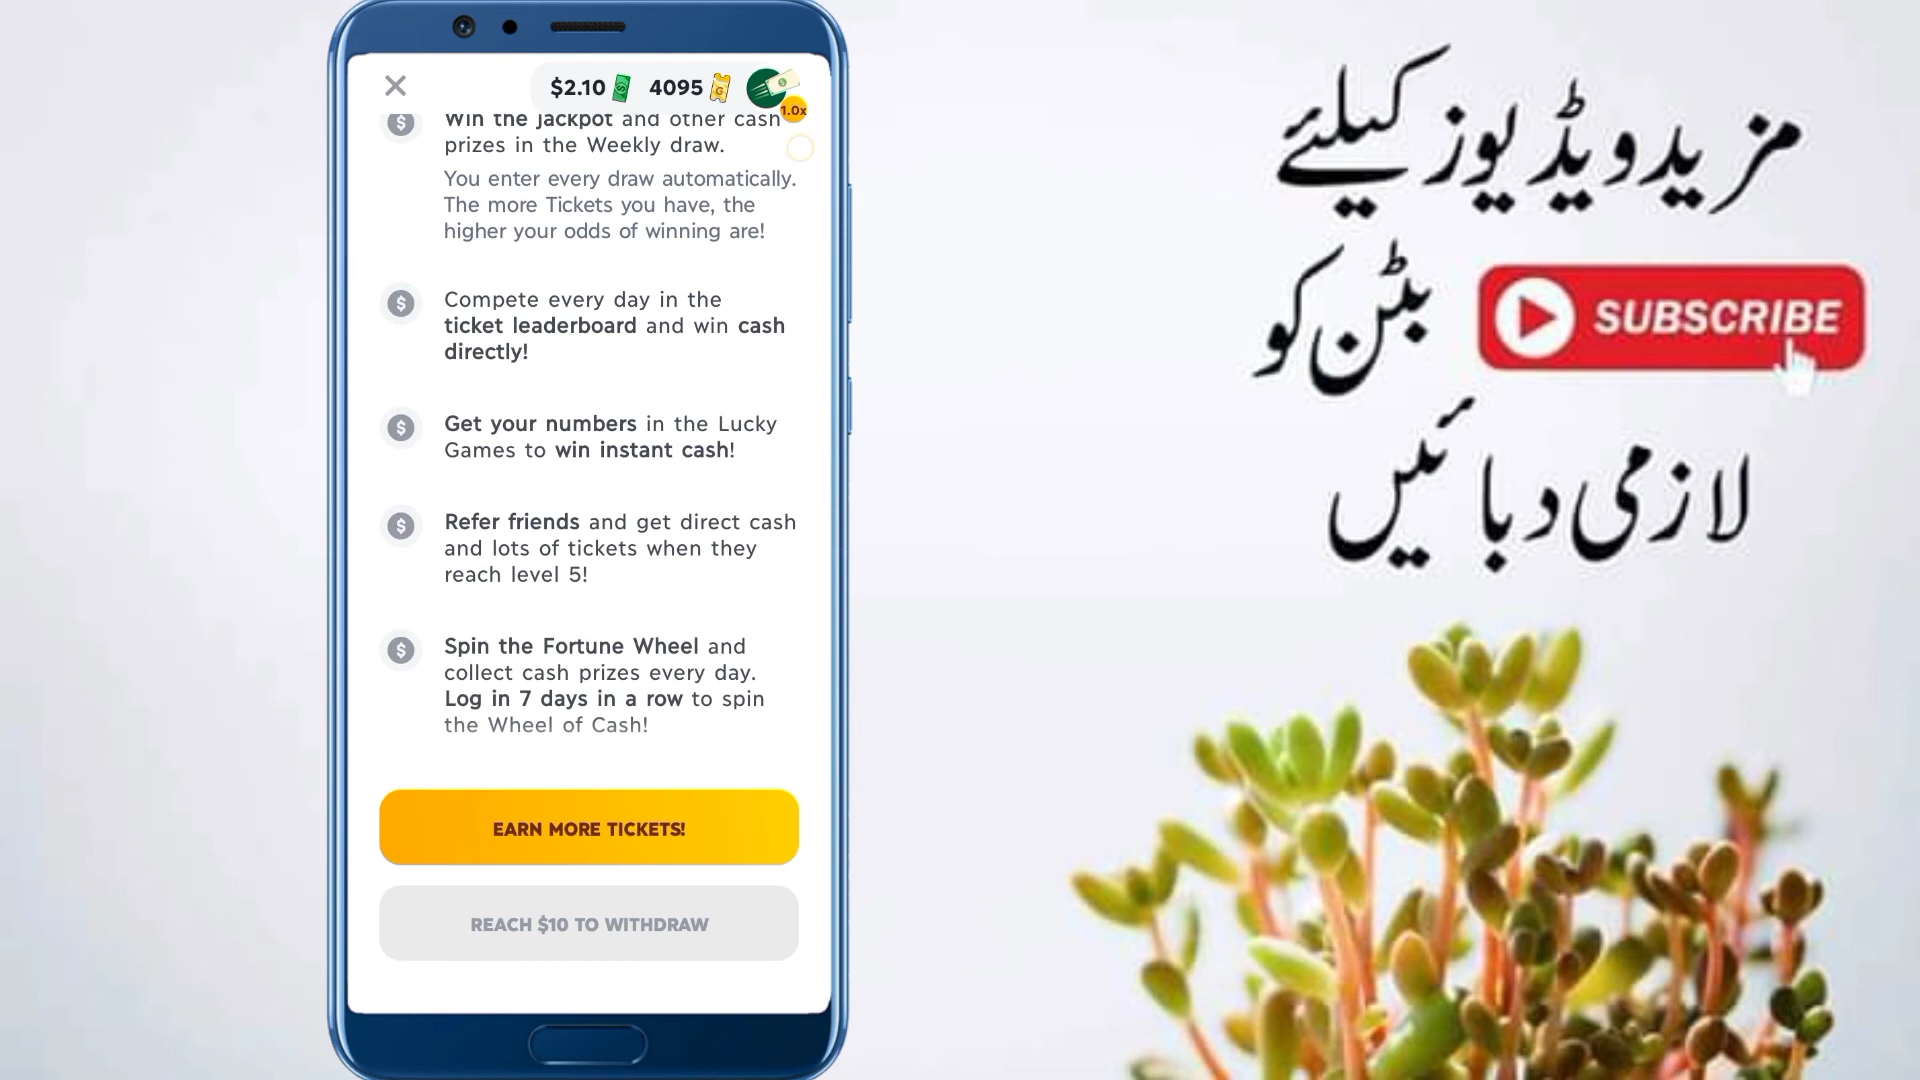 $2.10 4095
1.0x
Win the jackpot and other cash
prizes in the Weekly draw.
You enter every draw automatically.
The more Tickets you have, the
higher your odds of winning are!
Compete every day in the
ticket leaderboard and win cash
directly!
Get your numbers in the Lucky
Games to win instant cash!
Refer friends and get direct cash
and lots of tickets when they
reach level 5!
Spin the Fortune Wheel and
collect cash prizes every day.
Log in 7 days in a row to spin
the Wheel of Cash!
EARN MORE TICKETS!
REACH $10 TO WITHDRAW
مزید ویڈیوز کیلئے
SUBSCRIBE بٹن کو
لازمی دبائیں